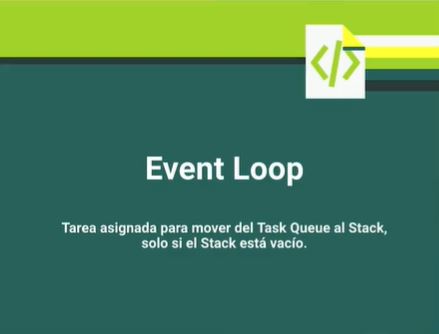 Event Loop
Tarea asignada para mover del Task Queue al Stack,
solo si el Stack está vacío.